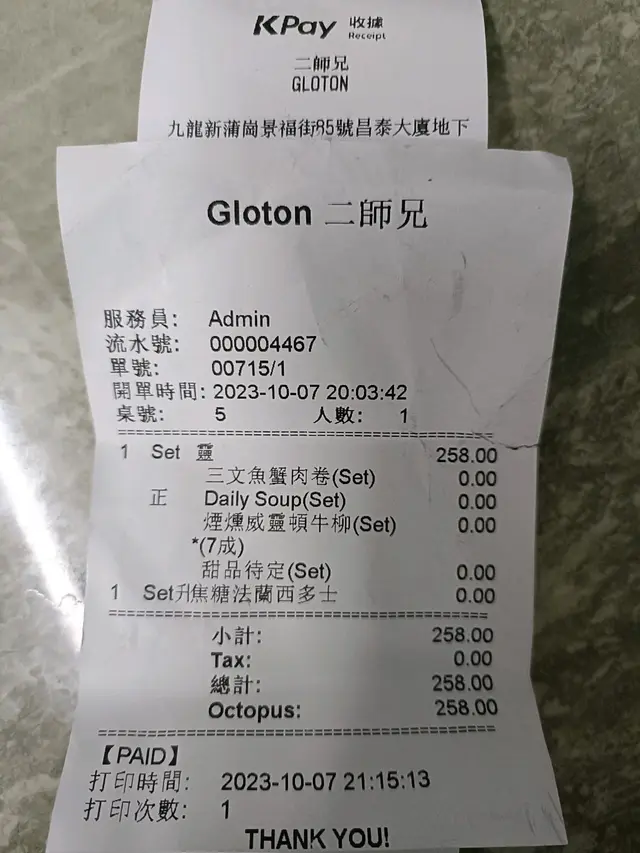 KPay 收據
Receipt
二師兄
GLOTON
九龍新蒲崗景福街85號昌泰大廈地下
Gloton 二師兄
服務員: Admin
流水號: 000004467
單號: 00715/1
開單時間: 2023-10-07 20:03:42
桌號: 5 人數: 1
1 Set 靈 258.00
三文魚蟹肉卷(Set) 0.00
正 Daily Soup(Set) 0.00
煙燻威靈頓牛柳(Set) 0.00
*(7成)
甜品待定(Set) 0.00
1 Set升焦糖法蘭西多士 0.00
小計: 258.00
Tax: 0.00
總計: 258.00
Octopus: 258.00
【PAID】
打印時間: 2023-10-07 21:15:13
打印次數: 1
THANK YOU!